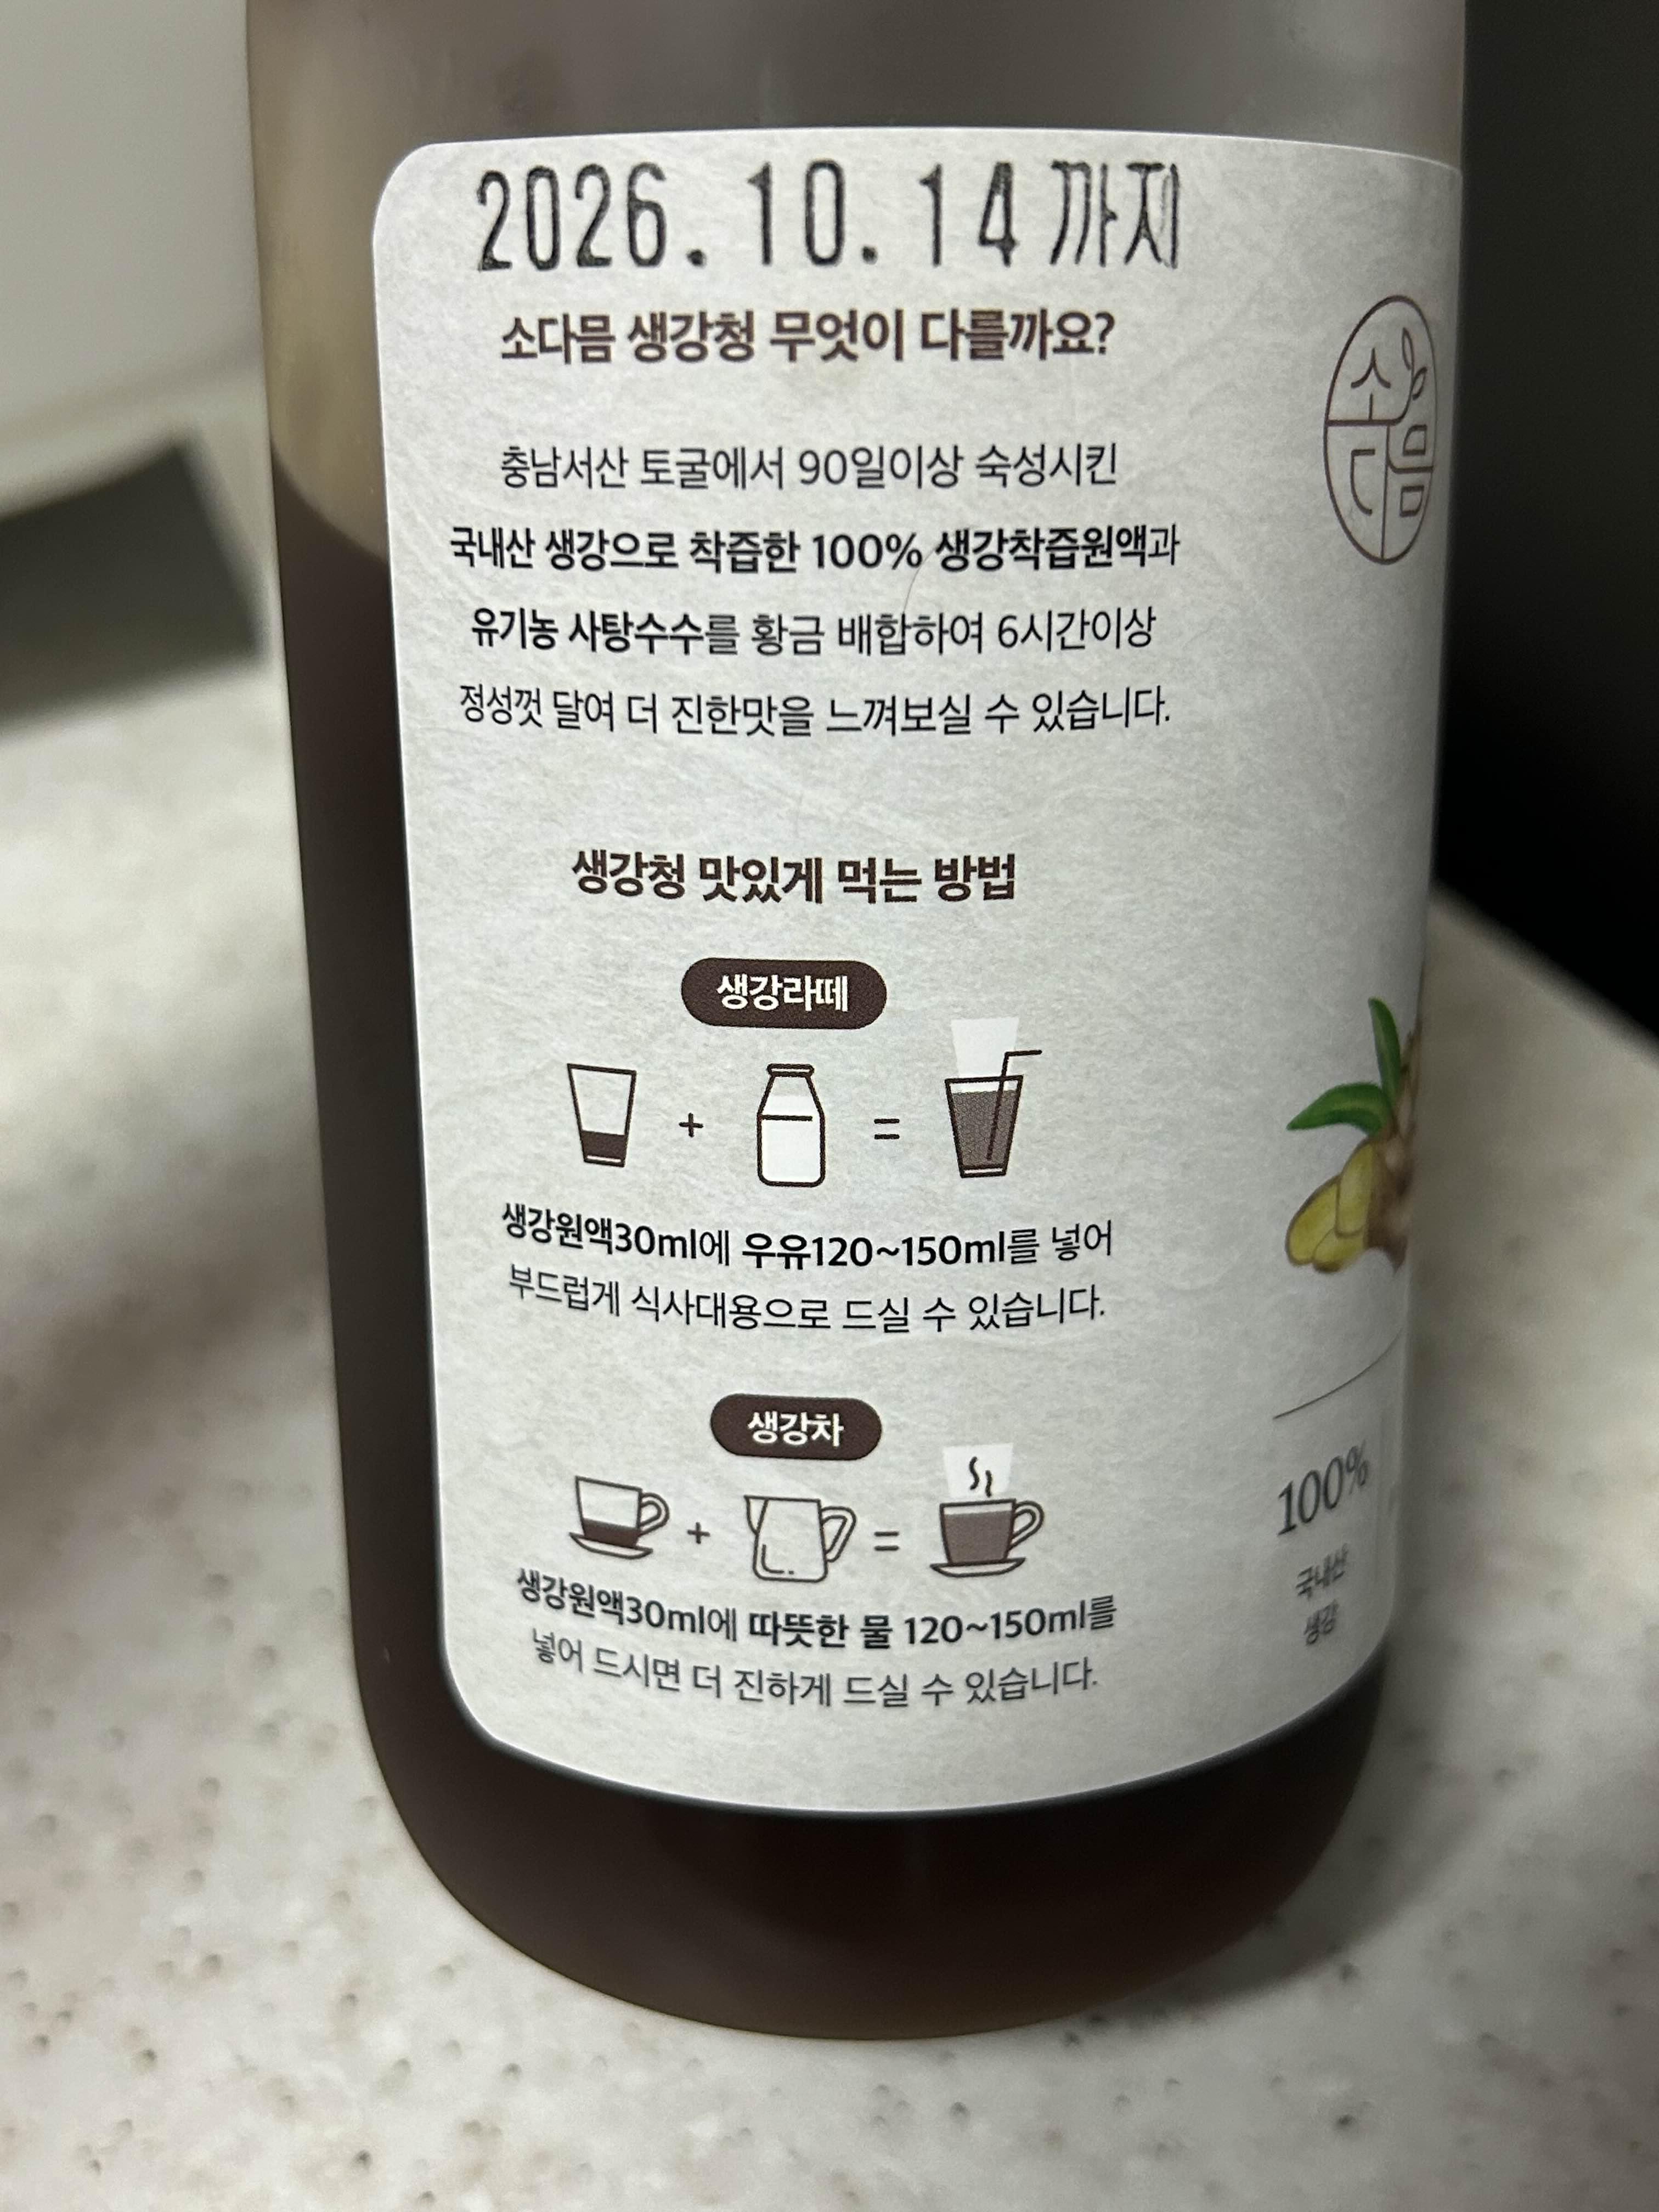 2026.10.14 까지
소다믐 생강청 무엇이 다를까요?
충남서산 토굴에서 90일이상 숙성시킨
국내산 생강으로 착즙한 100% 생강착즙원액과
유기농 사탕수수를 황금 배합하여 6시간이상
정성껏 달여 더 진한맛을 느껴보실 수 있습니다.
생강청 맛있게 먹는 방법
생강라떼
+ =
생강원액30ml에 우유120~150ml를 넣어
부드럽게 식사대용으로 드실 수 있습니다.
생강차
+ =
생강원액30ml에 따뜻한 물 120~150ml를
넣어 드시면 더 진하게 드실 수 있습니다.
소다믐
100%
국내산
생강